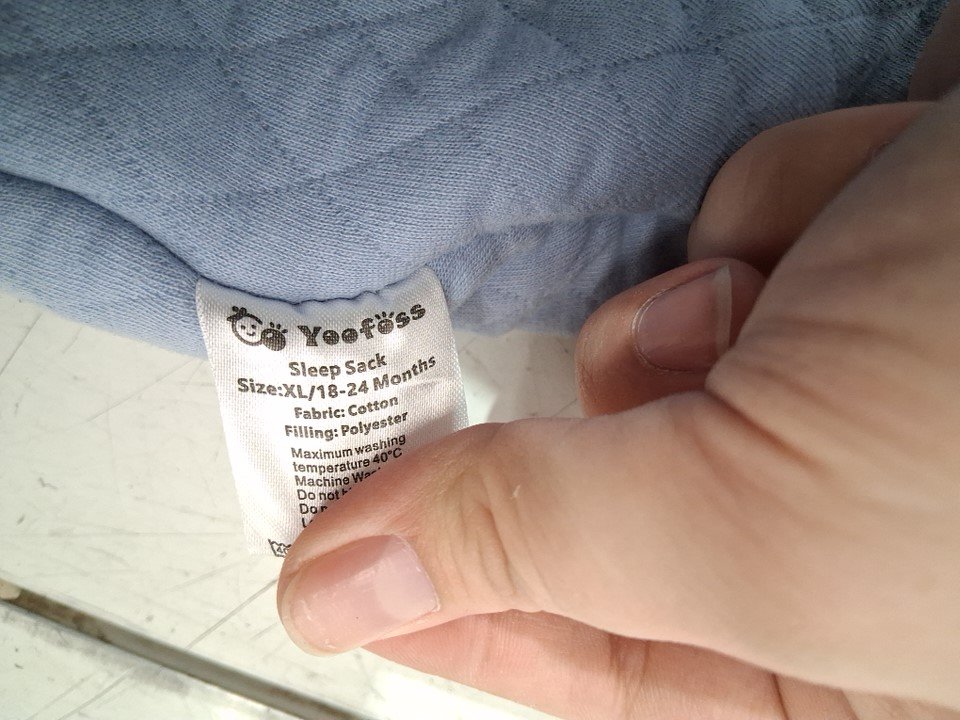 Yoofoss
Sleep Sack
Size:XL/18-24 Months
Fabric: Cotton
Filling: Polyester
Maximum washing
temperature 40°C
Machine
Do not
40